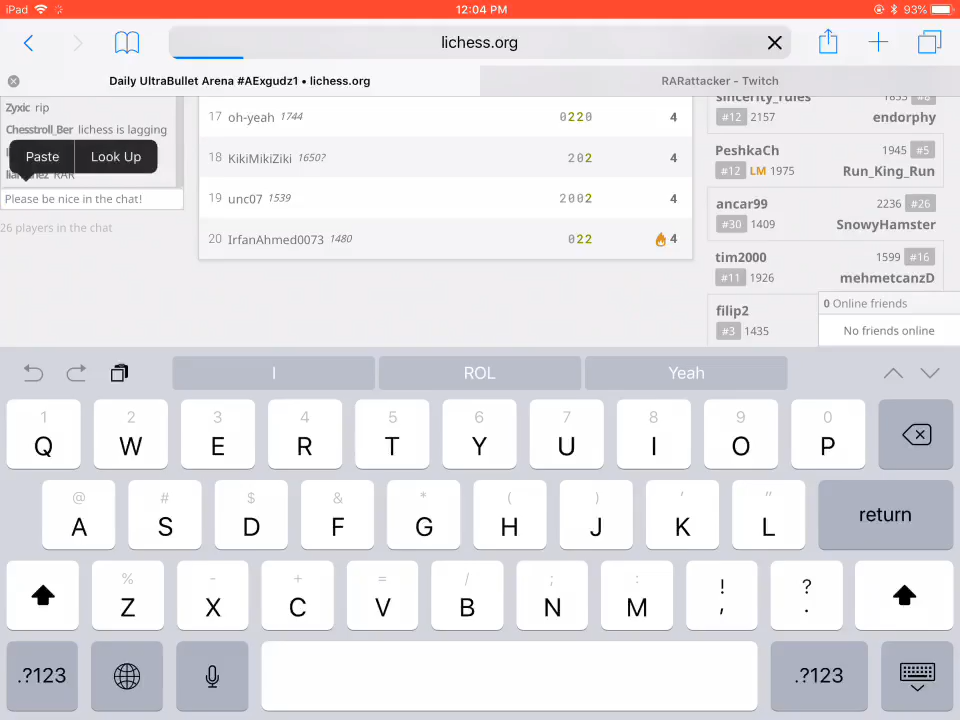 iPad 12:04 PM 93%
lichess.org
Daily UltraBullet Arena #AExgudz1 • lichess.org
RARattacker - Twitch
Zyxic rip
Chesstroll_Ber lichess is lagging
RAR
Paste Look Up
Please be nice in the chat!
26 players in the chat
17 oh-yeah 1744 0220 4
18 KikiMikiZiki 1650? 202 4
19 unc07 1539 2002 4
20 IrfanAhmed0073 1480 022 4
sincerity_rules 1853 #8
#12 2157 endorphy
PeshkaCh 1945 #5
#12 LM 1975 Run_King_Run
ancar99 2236 #26
#30 1409 SnowyHamster
tim2000 1599 #16
#11 1926 mehmetcanzD
filip2
#3 1435
0 Online friends
No friends online
I ROL Yeah
1 2 3 4 5 6 7 8 9 0
Q W E R T Y U I O P
@ # $ & * ( ) ' "
A S D F G H J K L return
% - + = / ; : ! ?
Z X C V B N M , .
.?123 .?123